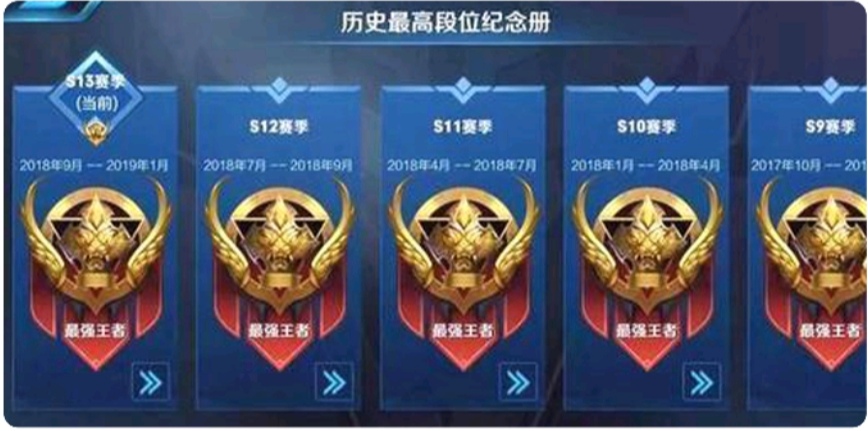 历史最高段位纪念册
S13赛季
(当前)
2018年9月 -- 2019年1月
最强王者
S12赛季
2018年7月 -- 2018年9月
最强王者
S11赛季
2018年4月 -- 2018年7月
最强王者
S10赛季
2018年1月 -- 2018年4月
最强王者
S9赛季
2017年10月 -- 201
最强王者